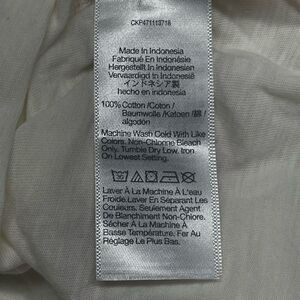 CKP471113718
Made In Indonesia
Fabriqué En Indonésie
Hergestellt In Indonesien
Vervaardigd in Indonesië
インドネシア製
hecho en indonesia
100% Cotton /Coton/
Baumwolle /Katoen /綿
algodón
Machine Wash Cold With Like
Colors. Non-Chlorine Bleach
Only. Tumble Dry Low. Iron
On Lowest Setting.
Laver À La Machine À L'eau
Froide.Laver En Séparant Les
Couleurs. Seulement Agent
De Blanchiment Non-Chloré.
Sécher À La Machine À
Basse Température. Fer Au
Réglage Le Plus Bas.